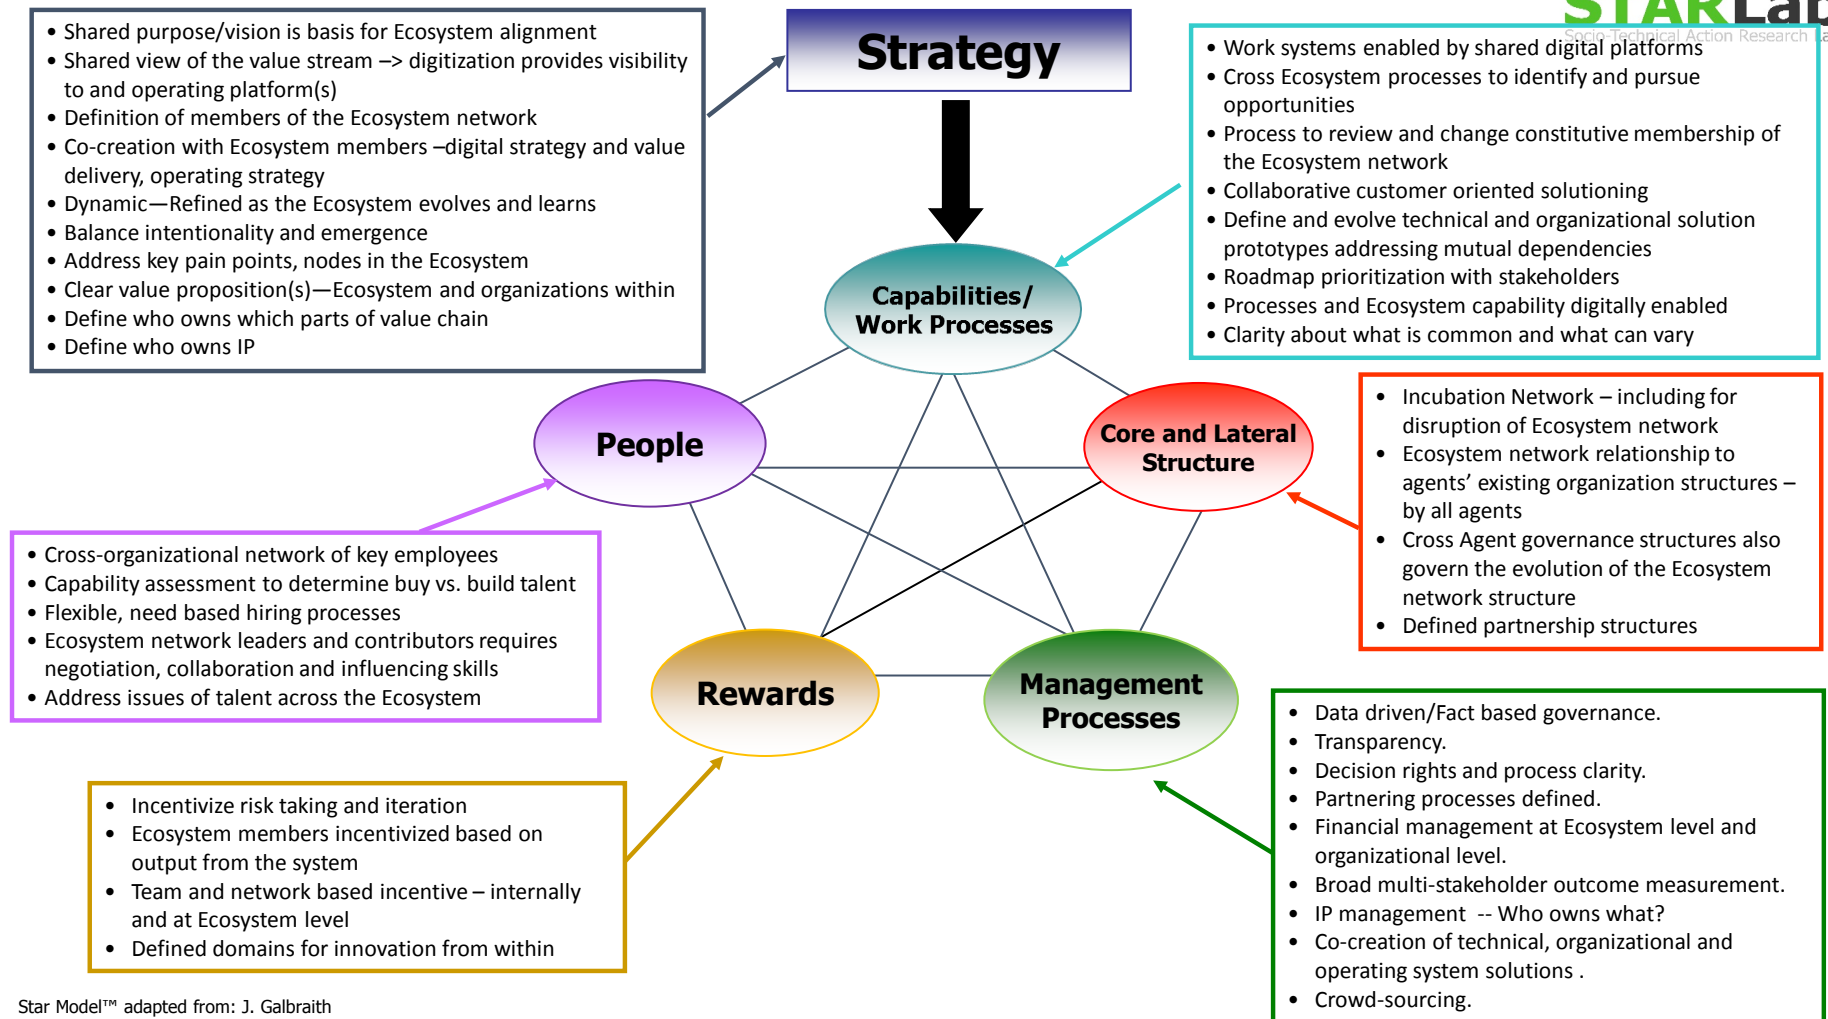 STARLab
Socio-Technical Action Research La
Strategy
• Shared purpose/vision is basis for Ecosystem alignment
• Shared view of the value stream –> digitization provides visibility
to and operating platform(s)
• Definition of members of the Ecosystem network
• Co-creation with Ecosystem members –digital strategy and value
delivery, operating strategy
• Dynamic—Refined as the Ecosystem evolves and learns
• Balance intentionality and emergence
• Address key pain points, nodes in the Ecosystem
• Clear value proposition(s)—Ecosystem and organizations within
• Define who owns which parts of value chain
• Define who owns IP
• Work systems enabled by shared digital platforms
• Cross Ecosystem processes to identify and pursue
opportunities
• Process to review and change constitutive membership of
the Ecosystem network
• Collaborative customer oriented solutioning
• Define and evolve technical and organizational solution
prototypes addressing mutual dependencies
• Roadmap prioritization with stakeholders
• Processes and Ecosystem capability digitally enabled
• Clarity about what is common and what can vary
Capabilities/
Work Processes
People
Core and Lateral
Structure
• Incubation Network – including for
disruption of Ecosystem network
• Ecosystem network relationship to
agents’ existing organization structures –
by all agents
• Cross Agent governance structures also
govern the evolution of the Ecosystem
network structure
• Defined partnership structures
• Cross-organizational network of key employees
• Capability assessment to determine buy vs. build talent
• Flexible, need based hiring processes
• Ecosystem network leaders and contributors requires
negotiation, collaboration and influencing skills
• Address issues of talent across the Ecosystem
Rewards
Management
Processes
• Incentivize risk taking and iteration
• Ecosystem members incentivized based on
output from the system
• Team and network based incentive – internally
and at Ecosystem level
• Defined domains for innovation from within
• Data driven/Fact based governance.
• Transparency.
• Decision rights and process clarity.
• Partnering processes defined.
• Financial management at Ecosystem level and
organizational level.
• Broad multi-stakeholder outcome measurement.
• IP management -- Who owns what?
• Co-creation of technical, organizational and
operating system solutions .
• Crowd-sourcing.
Star Model™ adapted from: J. Galbraith